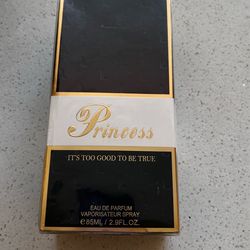 Princess
IT'S TOO GOOD TO BE TRUE
EAU DE PARFUM
VAPORISATEUR SPRAY
℮85ML / 2.9FL.OZ.